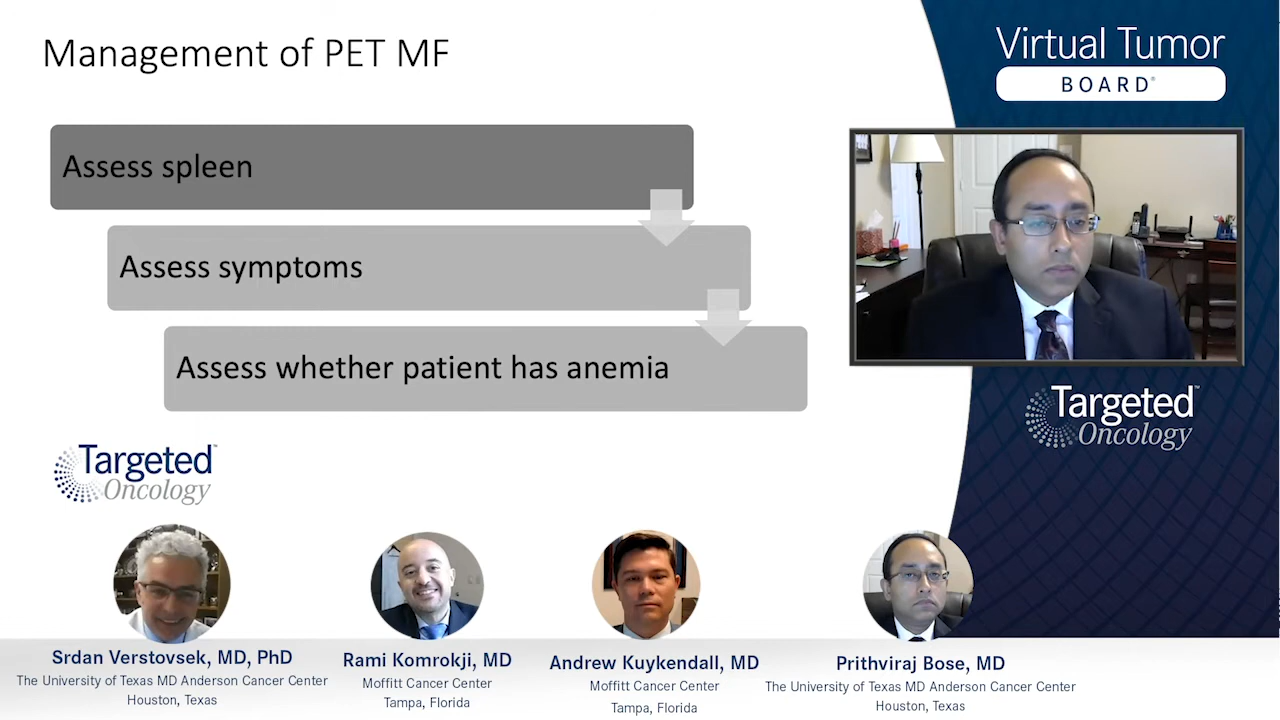 Management of PET MF
Assess spleen
Assess symptoms
Assess whether patient has anemia
Targeted™
Oncology
Virtual Tumor
BOARD®
Targeted™
Oncology
Srdan Verstovsek, MD, PhD
The University of Texas MD Anderson Cancer Center
Houston, Texas
Rami Komrokji, MD
Moffitt Cancer Center
Tampa, Florida
Andrew Kuykendall, MD
Moffitt Cancer Center
Tampa, Florida
Prithviraj Bose, MD
The University of Texas MD Anderson Cancer Center
Houston, Texas